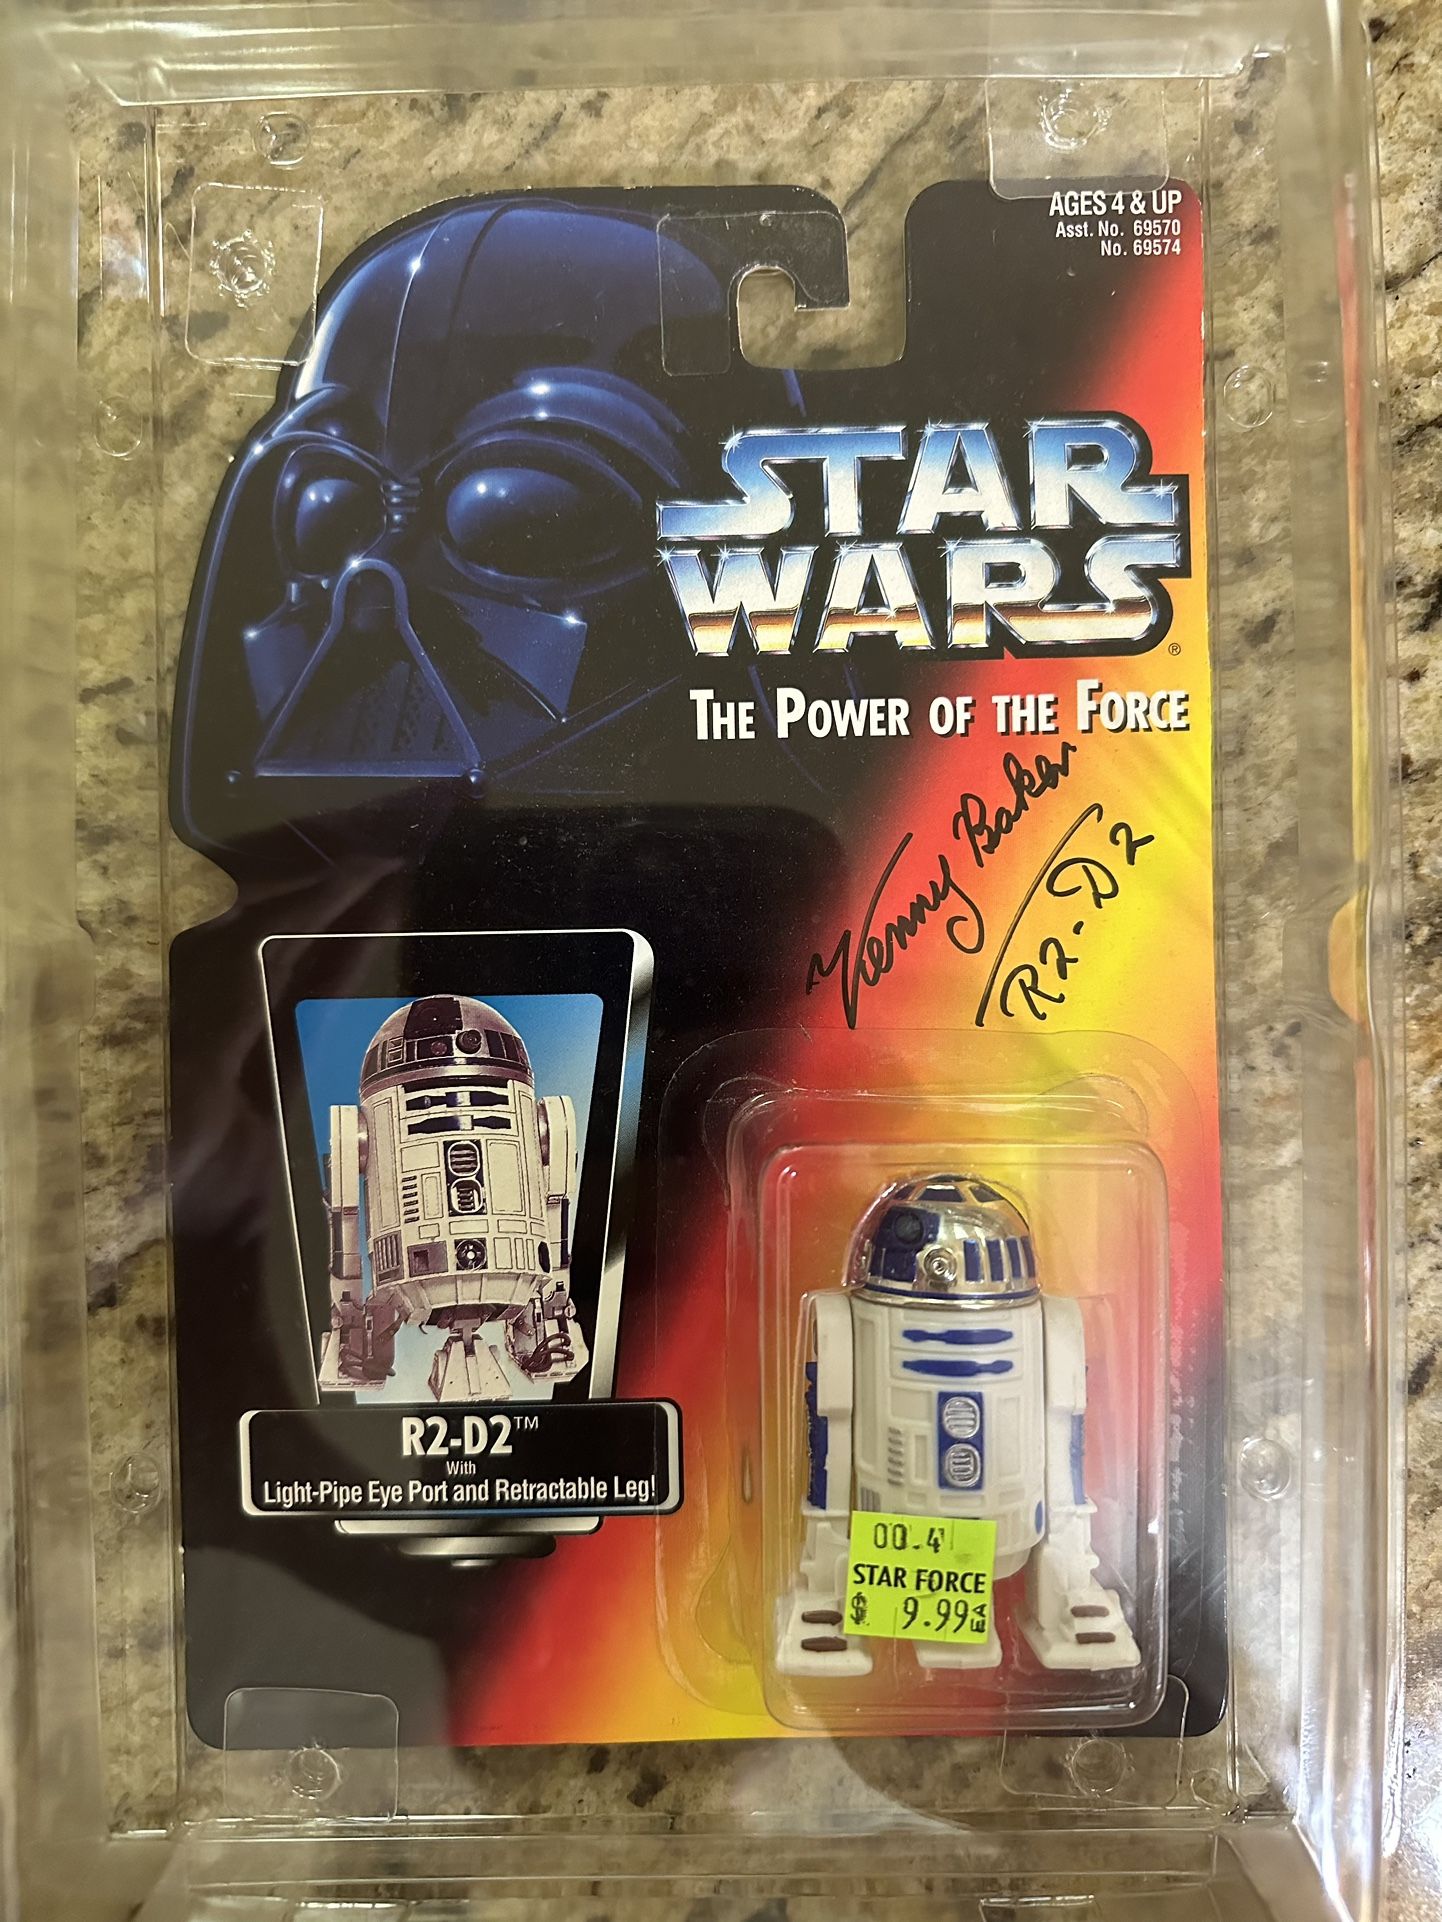 AGES 4 & UP
Asst. No. 69570
No. 69574
STAR
WARS®
THE POWER OF THE FORCE
Kenny Baker
R2-D2
R2-D2™
With
Light-Pipe Eye Port and Retractable Leg!
00.4
STAR FORCE
$ 9.99 EA